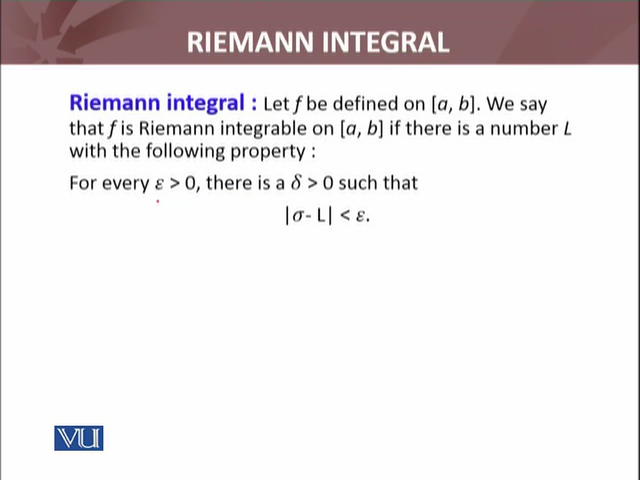 RIEMANN INTEGRAL
Riemann integral : Let f be defined on [a, b]. We say
that f is Riemann integrable on [a, b] if there is a number L
with the following property :
For every ε > 0, there is a δ > 0 such that
|σ- L| < ε.
VU